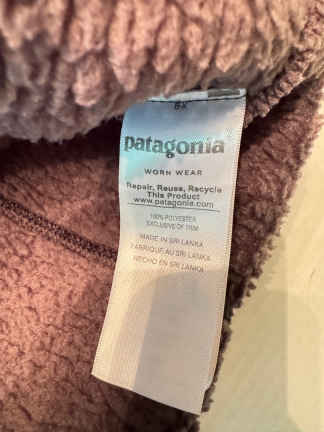 patagonia®
WORN WEAR
Repair, Reuse, Recycle
This Product
www.patagonia.com
100% POLYESTER
EXCLUSIVE OF TRIM
MADE IN SRI LANKA
FABRIQUÉ AU SRI LANKA
HECHO EN SRI LANKA